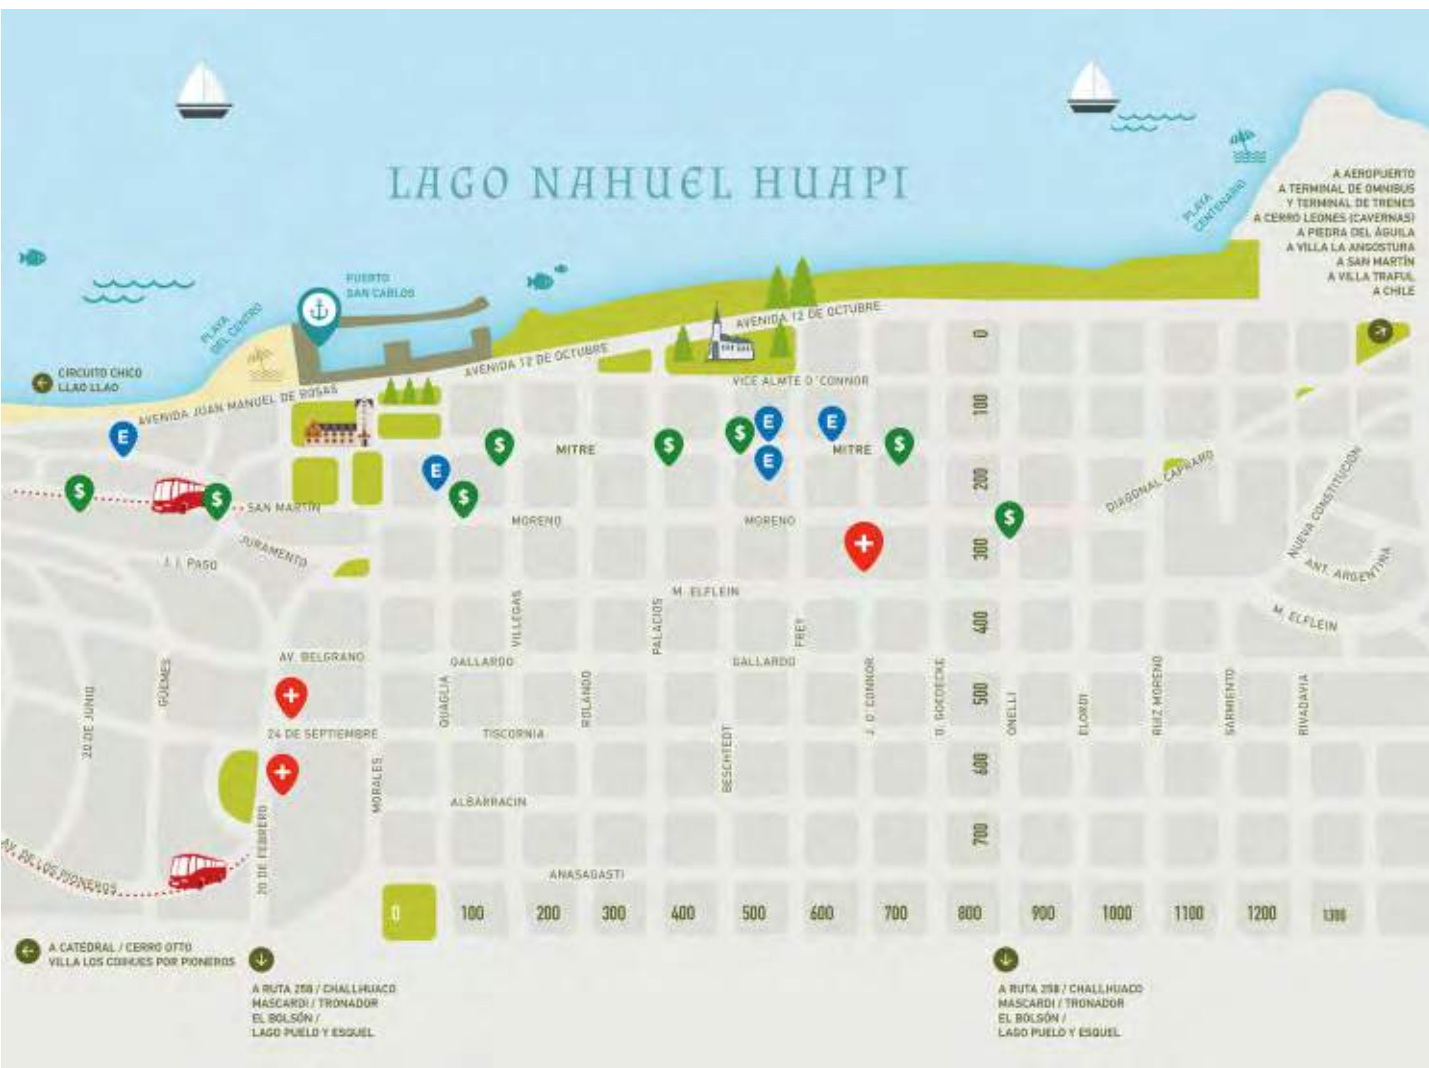 LAGO NAHUEL HUAPI
PLAYA
CENTENARIO
A AEROPUERTO
A TERMINAL DE OMNIBUS
Y TERMINAL DE TRENES
A CERRO LEONES (CAVERNAS)
A PIEDRA DEL ÁGUILA
A VILLA LA ANGOSTURA
A SAN MARTÍN
A VILLA TRAFUL
A CHILE
PUERTO
SAN CARLOS
PLAYA
DEL CENTRO
CIRCUITO CHICO
LLAO LLAO
AVENIDA JUAN MANUEL DE ROSAS
AVENIDA 12 DE OCTUBRE
AVENIDA 12 DE OCTUBRE
VICE ALMTE O'CONNOR
0
100
200
300
400
500
600
700
E
E
E
E
E
$
$
$
$
$
$
$
$
MITRE
MITRE
SAN MARTÍN
MORENO
MORENO
JURAMENTO
J. J. PASO
DIAGONAL CAPRARO
NUEVA CONSTITUCION
ANT. ARGENTINA
M. ELFLEIN
M. ELFLEIN
AV. BELGRANO
GALLARDO
GALLARDO
24 DE SEPTIEMBRE
TISCORNIA
ALBARRACIN
ANASAGASTI
20 DE JUNIO
GÜEMES
20 DE FEBRERO
MORALES
QUAGLIA
VILLEGAS
ROLANDO
PALACIOS
BESCHTEDT
FREY
J. O' CONNOR
D. GOEDECKE
ONELLI
ELORDI
RUIZ MORENO
SARMIENTO
RIVADAVIA
AV. DE LOS PIONEROS
0
100
200
300
400
500
600
700
800
900
1000
1100
1200
1300
A CATEDRAL / CERRO OTTO
VILLA LOS COIHUES POR PIONEROS
A RUTA 258 / CHALLHUACO
MASCARDI / TRONADOR
EL BOLSÓN /
LAGO PUELO Y ESQUEL
A RUTA 258 / CHALLHUACO
MASCARDI / TRONADOR
EL BOLSÓN /
LAGO PUELO Y ESQUEL